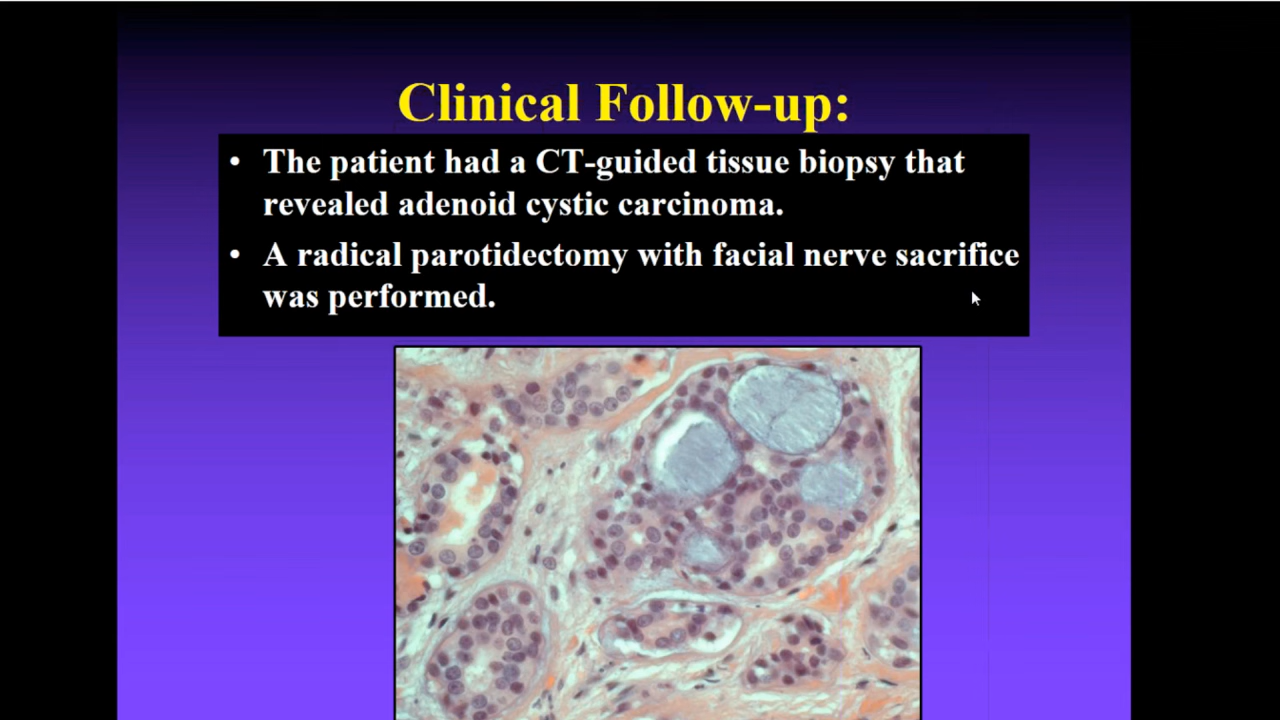 Clinical Follow-up:
• The patient had a CT-guided tissue biopsy that
revealed adenoid cystic carcinoma.
• A radical parotidectomy with facial nerve sacrifice
was performed.